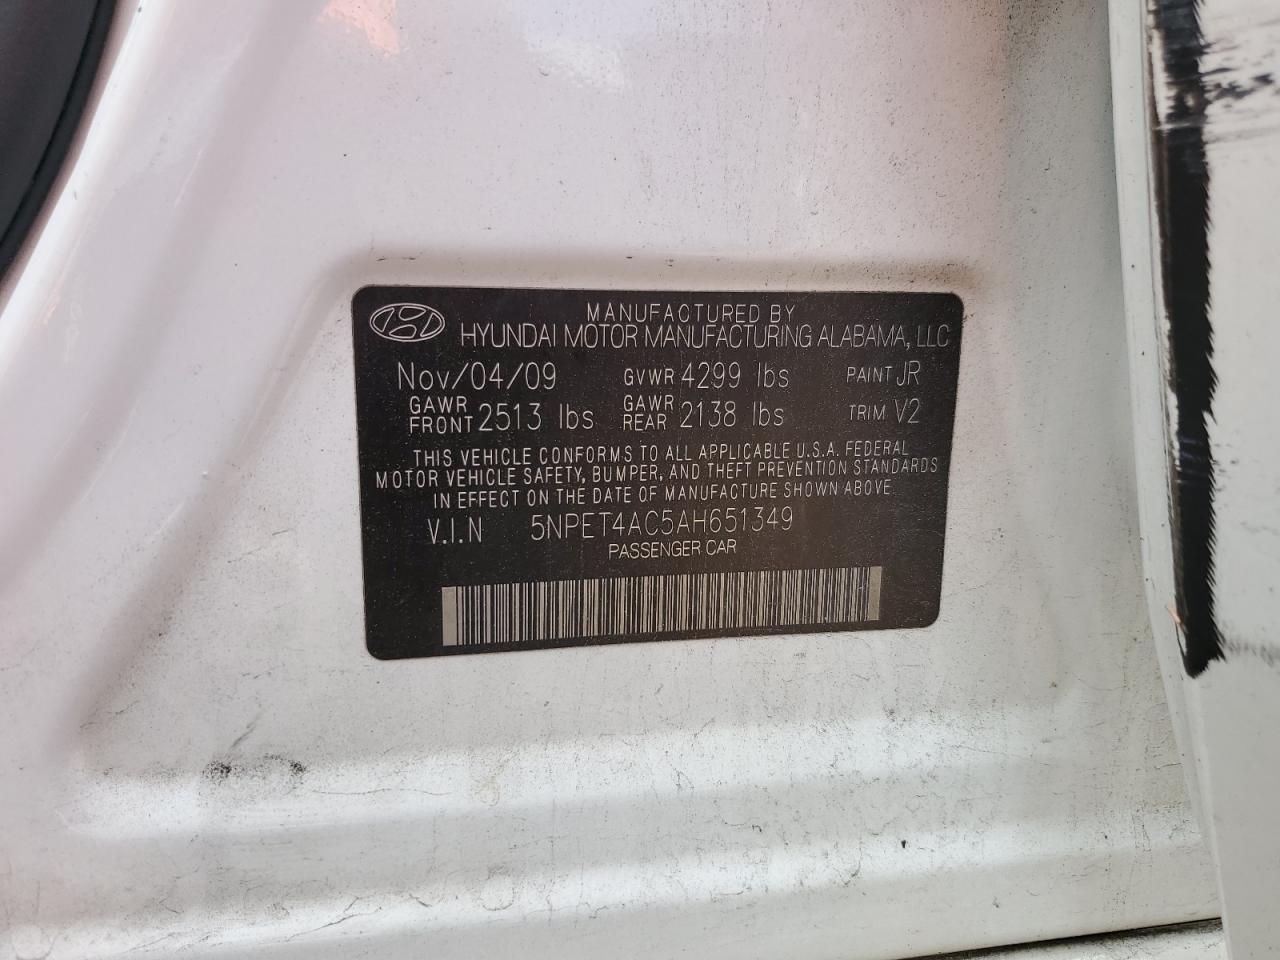 MANUFACTURED BY
HYUNDAI MOTOR MANUFACTURING ALABAMA, LLC
Nov/04/09 GVWR 4299 lbs PAINT JR
GAWR FRONT 2513 lbs GAWR REAR 2138 lbs TRIM V2
THIS VEHICLE CONFORMS TO ALL APPLICABLE U.S.A. FEDERAL
MOTOR VEHICLE SAFETY, BUMPER, AND THEFT PREVENTION STANDARDS
IN EFFECT ON THE DATE OF MANUFACTURE SHOWN ABOVE
V.I.N 5NPET4AC5AH651349
PASSENGER CAR